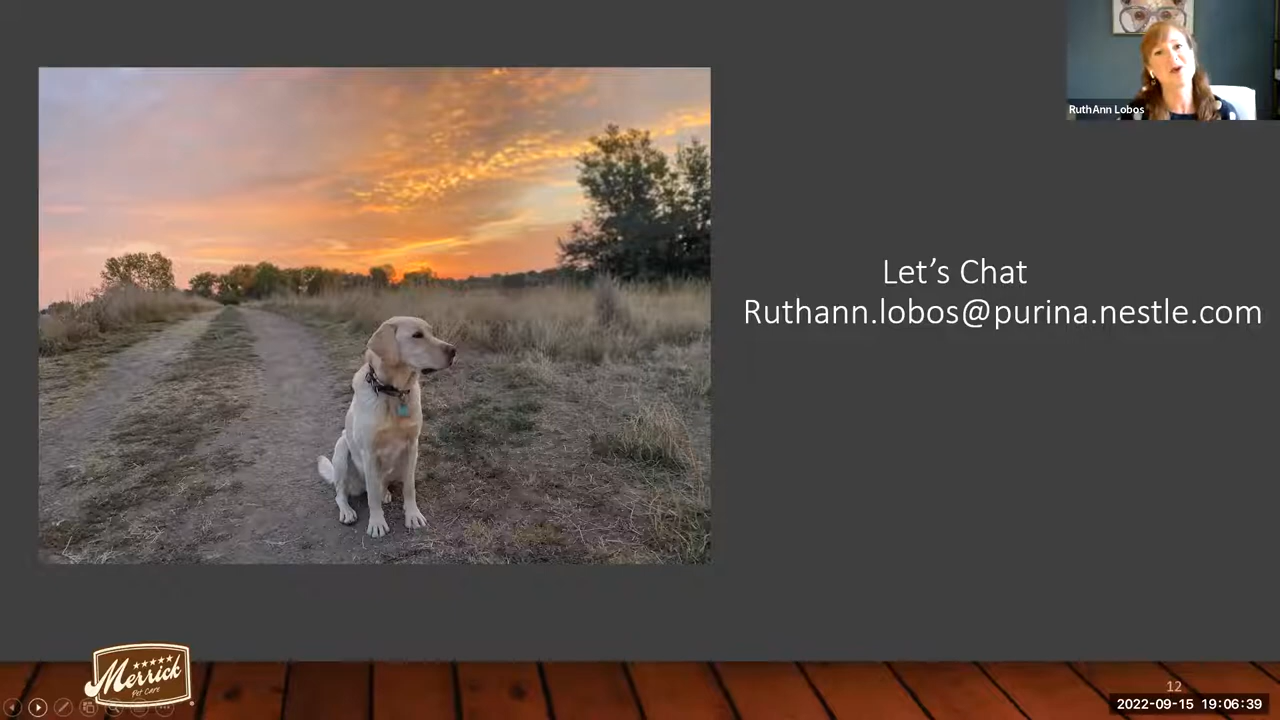 RuthAnn Lobos
Let’s Chat
Ruthann.lobos@purina.nestle.com
Merrick
Pet Care
12
2022-09-15 19:06:39